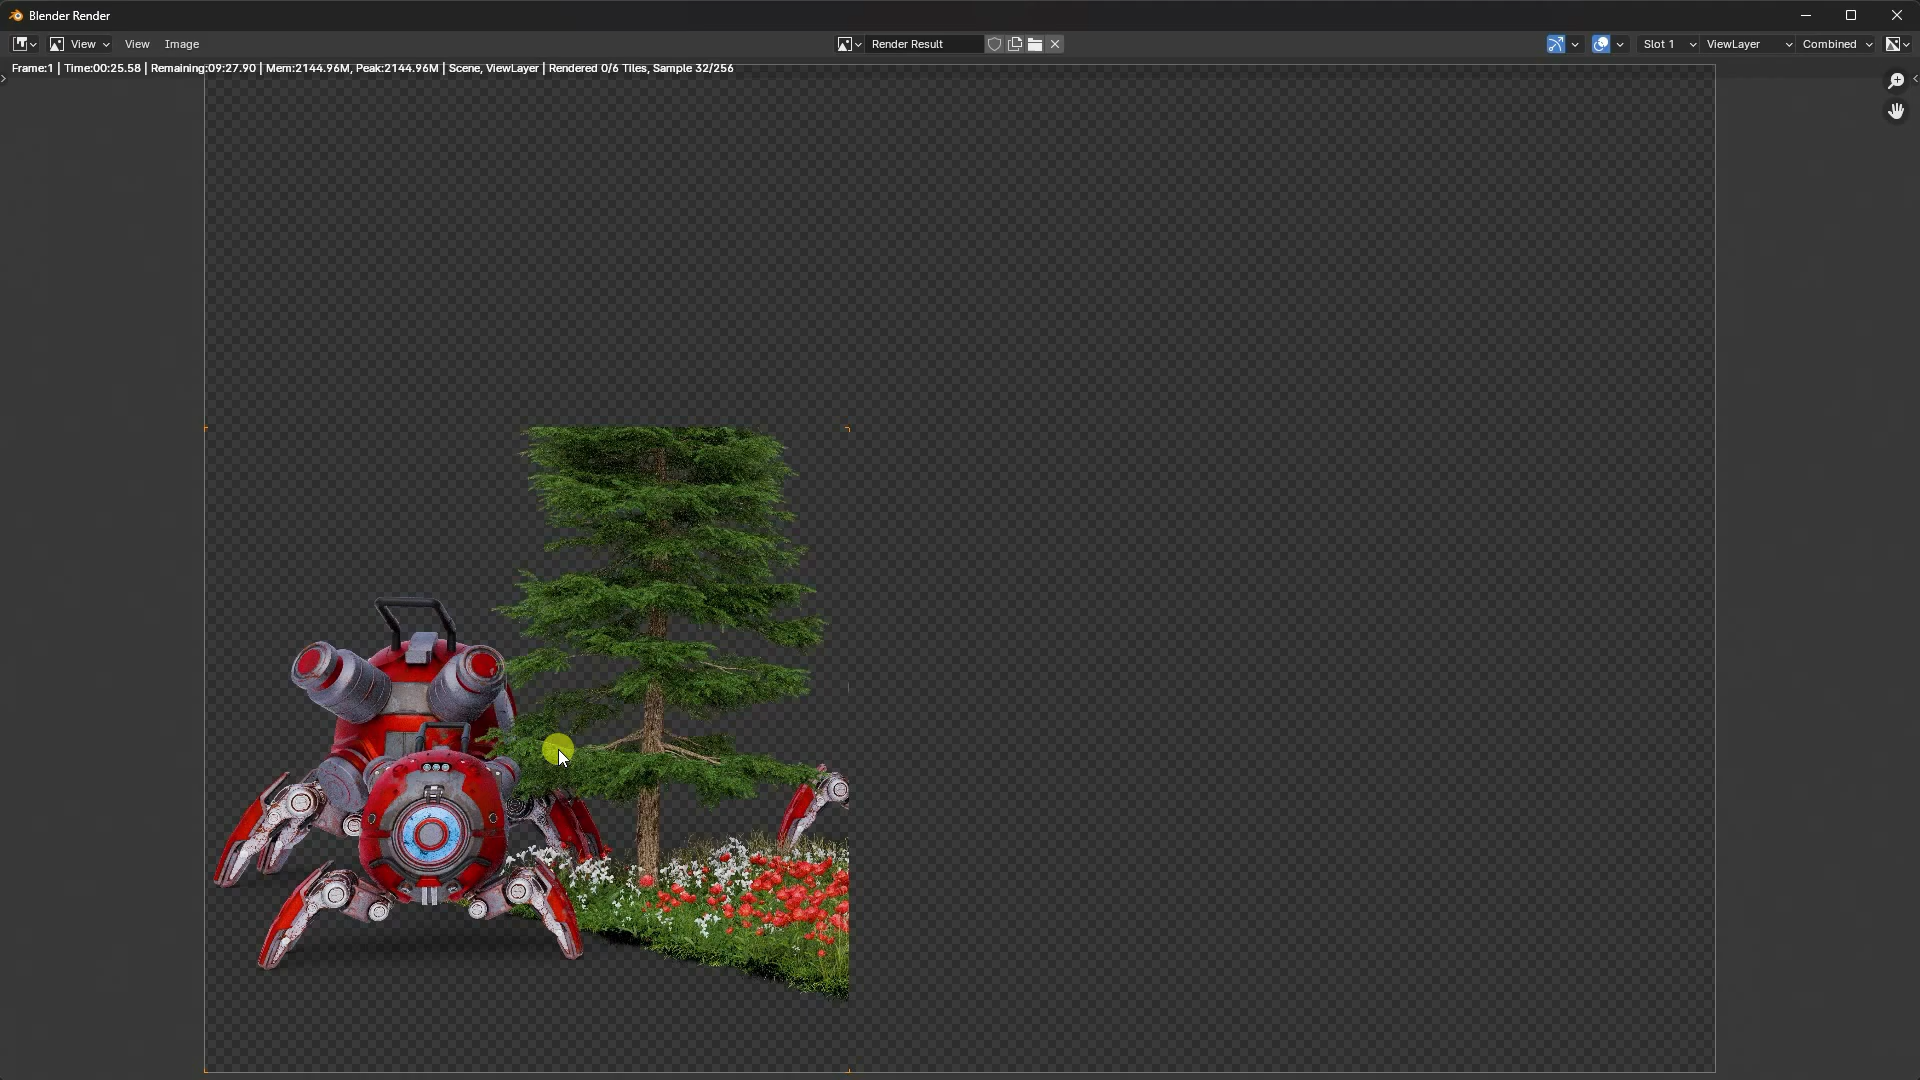 Blender Render
View View Image Render Result Slot 1 ViewLayer Combined
Frame:1 | Time:00:25.58 | Remaining:09:27.90 | Mem:2144.96M, Peak:2144.96M | Scene, ViewLayer | Rendered 0/6 Tiles, Sample 32/256